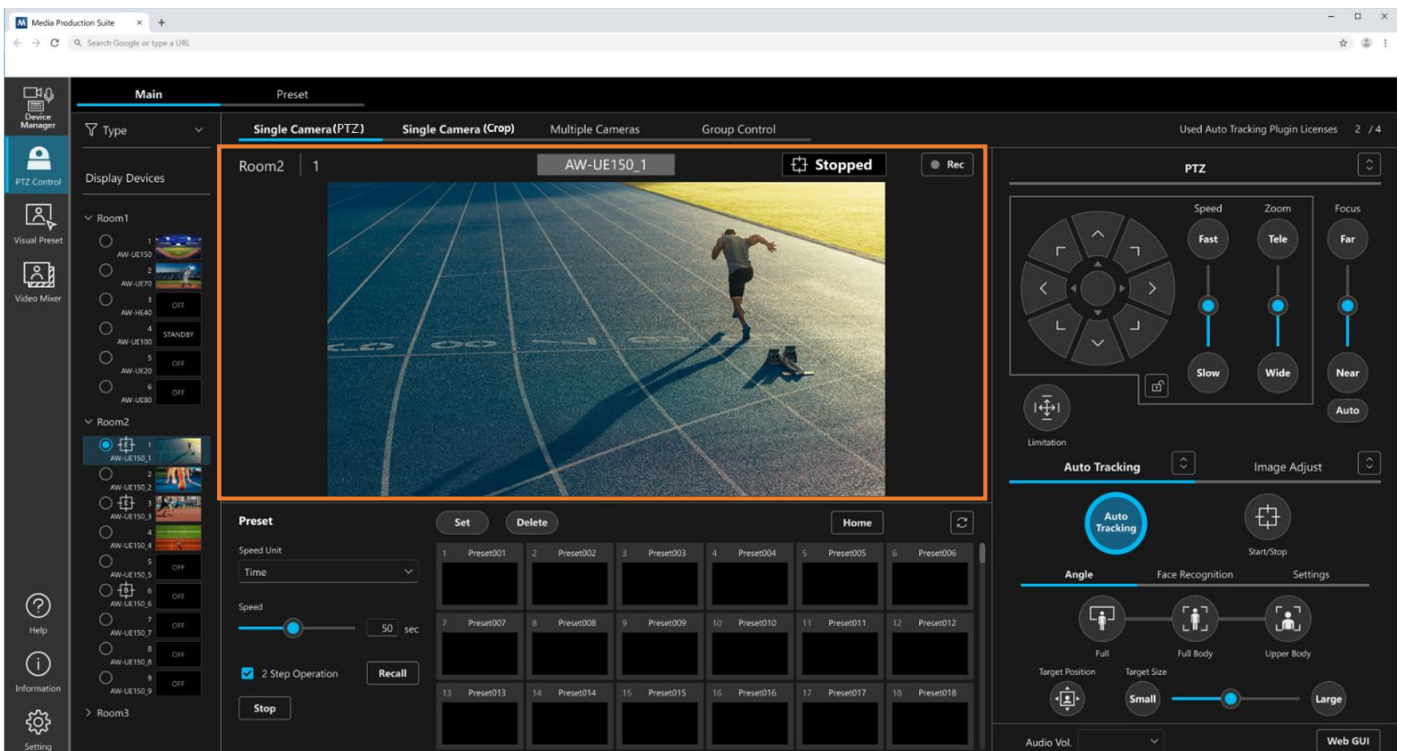 Media Production Suite
Search Google or type a URL
Device Manager
PTZ Control
Visual Preset
Video Mixer
Help
Information
Setting
Main
Preset
Type
Display Devices
Room1
1
AW-UE150
2
AW-UE70
3
AW-HE40
OFF
4
AW-UE100
STANDBY
5
AW-UE20
OFF
6
AW-UE80
OFF
Room2
E 1
AW-UE150_1
2
AW-UE150_2
E 3
AW-UE150_3
4
AW-UE150_4
5
AW-UE150_5
OFF
B 6
AW-UE150_6
OFF
7
AW-UE150_7
OFF
8
AW-UE150_8
OFF
9
AW-UE150_9
OFF
Room3
Single Camera(PTZ)
Single Camera (Crop)
Multiple Cameras
Group Control
Used Auto Tracking Plugin Licenses 2 / 4
Room2 1
AW-UE150_1
Stopped
Rec
Preset
Set
Delete
Home
Speed Unit
Time
Speed
50 sec
2 Step Operation
Recall
Stop
1 Preset001
2 Preset002
3 Preset003
4 Preset004
5 Preset005
6 Preset006
7 Preset007
8 Preset008
9 Preset009
10 Preset010
11 Preset011
12 Preset012
13 Preset013
14 Preset014
15 Preset015
16 Preset016
17 Preset017
18 Preset018
PTZ
Speed
Zoom
Focus
Fast
Tele
Far
Slow
Wide
Near
Auto
Limitation
Auto Tracking
Image Adjust
Auto Tracking
Start/Stop
Angle
Face Recognition
Settings
Full
Full Body
Upper Body
Target Position
Target Size
Small
Large
Audio Vol.
Web GUI